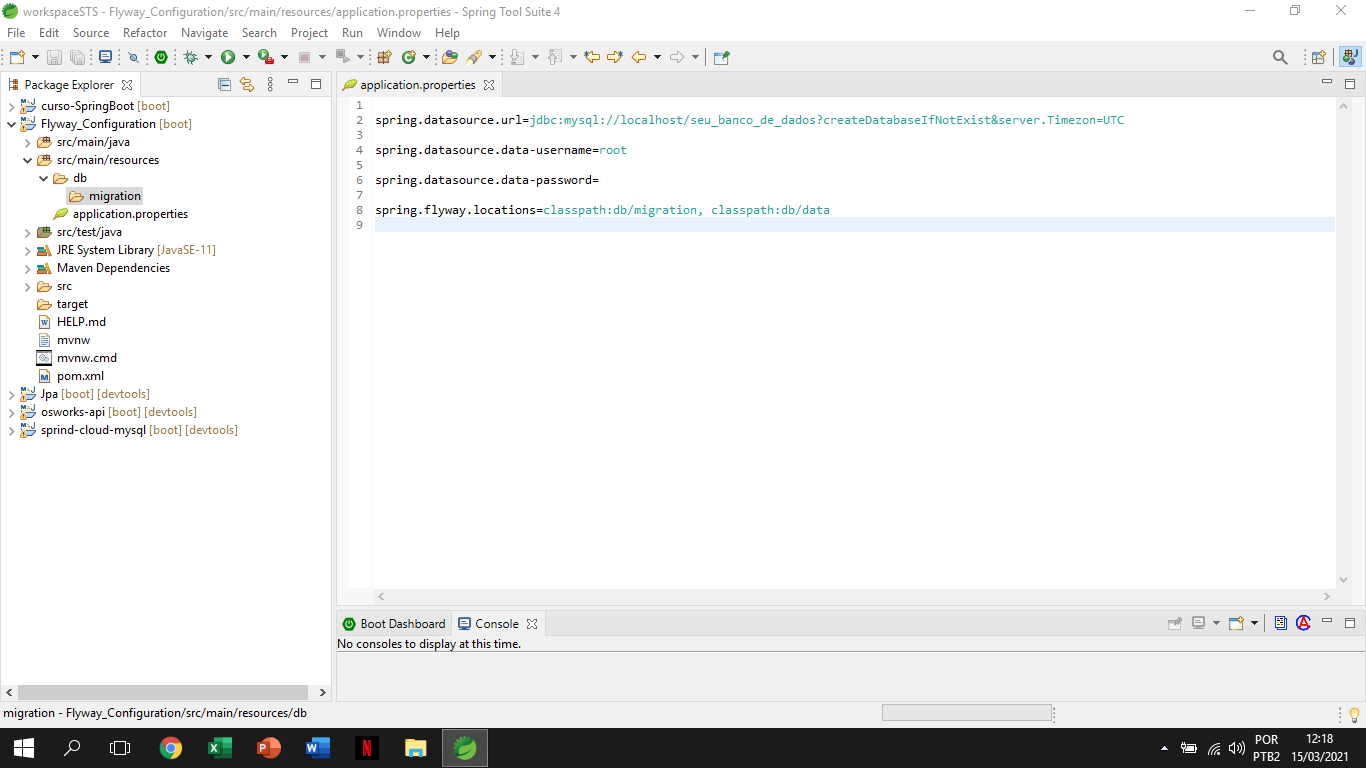 workspaceSTS - Flyway_Configuration/src/main/resources/application.properties - Spring Tool Suite 4
File Edit Source Refactor Navigate Search Project Run Window Help
Package Explorer
curso-SpringBoot [boot]
Flyway_Configuration [boot]
src/main/java
src/main/resources
db
migration
application.properties
src/test/java
JRE System Library [JavaSE-11]
Maven Dependencies
src
target
HELP.md
mvnw
mvnw.cmd
pom.xml
Jpa [boot] [devtools]
osworks-api [boot] [devtools]
sprind-cloud-mysql [boot] [devtools]
application.properties
1
2 spring.datasource.url=jdbc:mysql://localhost/seu_banco_de_dados?createDatabaseIfNotExist&server.Timezon=UTC
3
4 spring.datasource.data-username=root
5
6 spring.datasource.data-password=
7
8 spring.flyway.locations=classpath:db/migration, classpath:db/data
9
Boot Dashboard Console
No consoles to display at this time.
migration - Flyway_Configuration/src/main/resources/db
POR 12:18
PTB2 15/03/2021